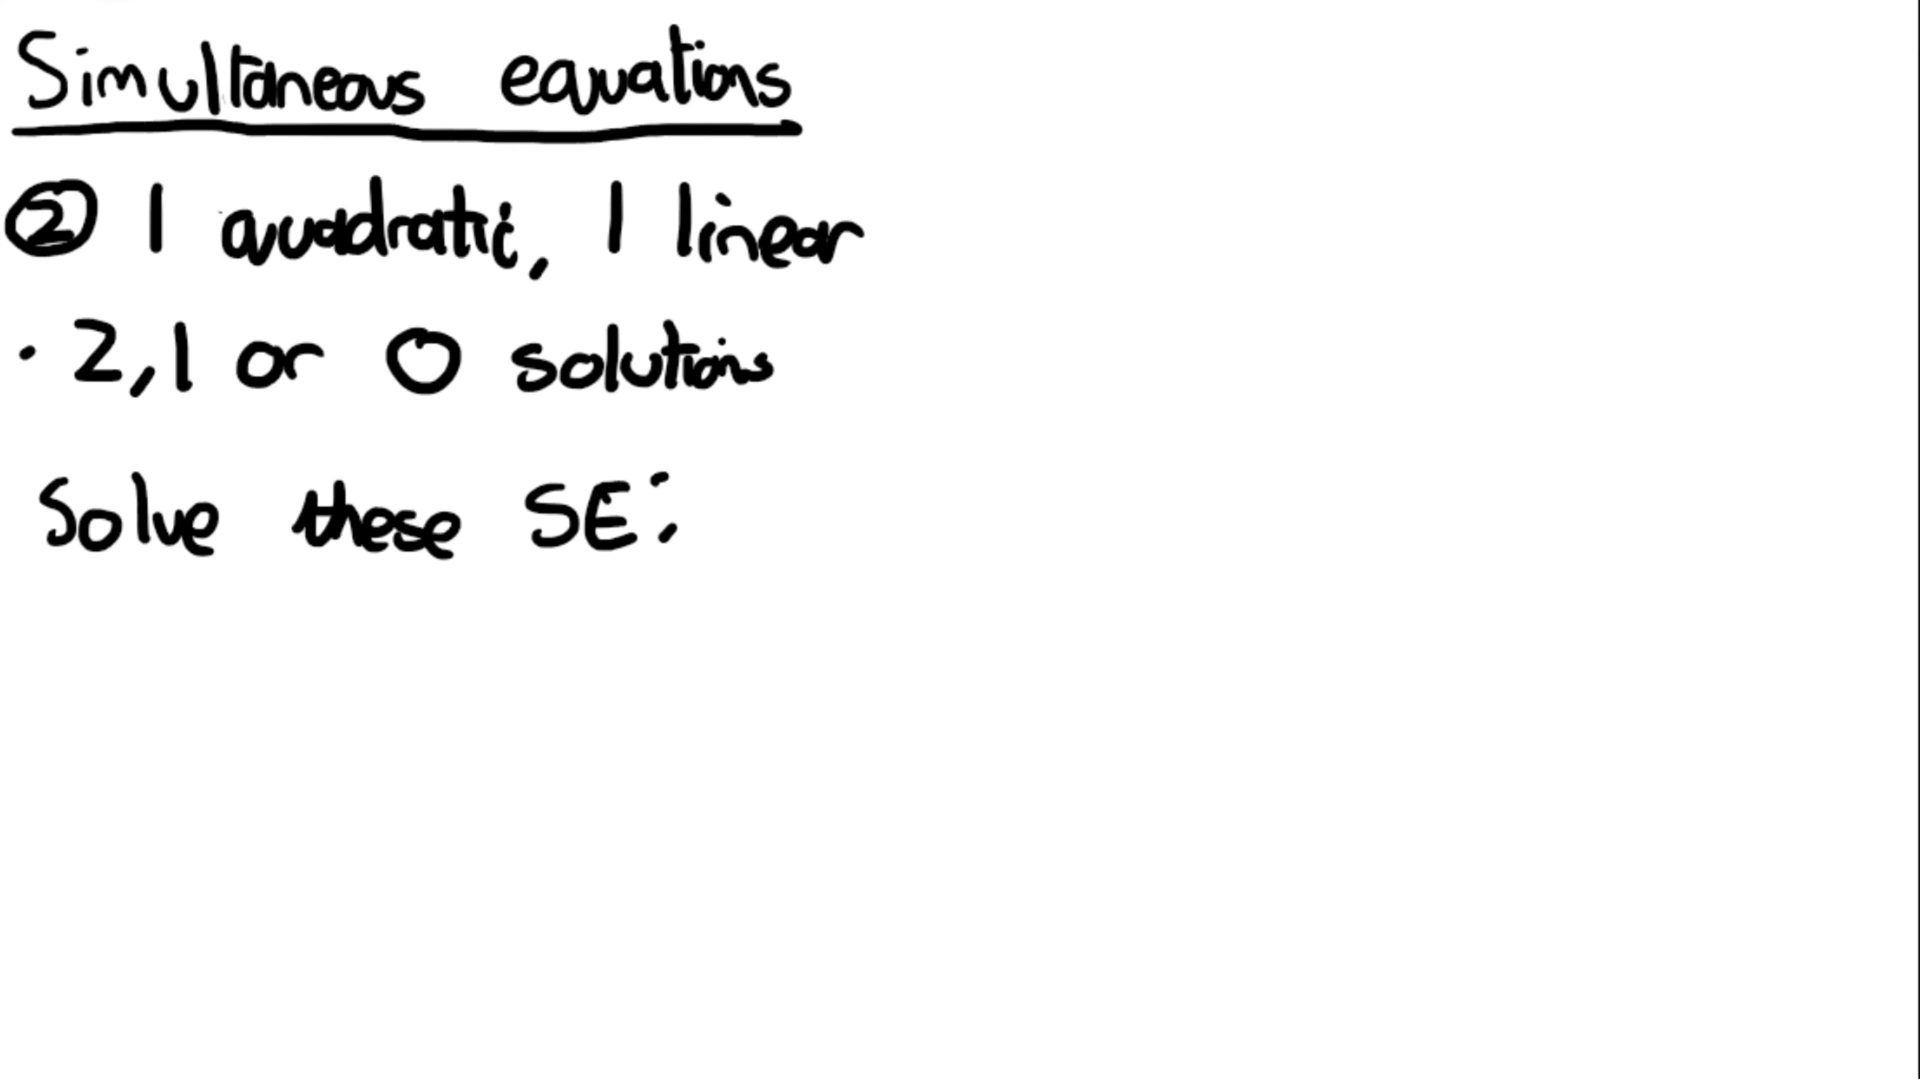 Simultaneous equations
② 1 quadratic, 1 linear
· 2,1 or 0 solutions
Solve these SE: